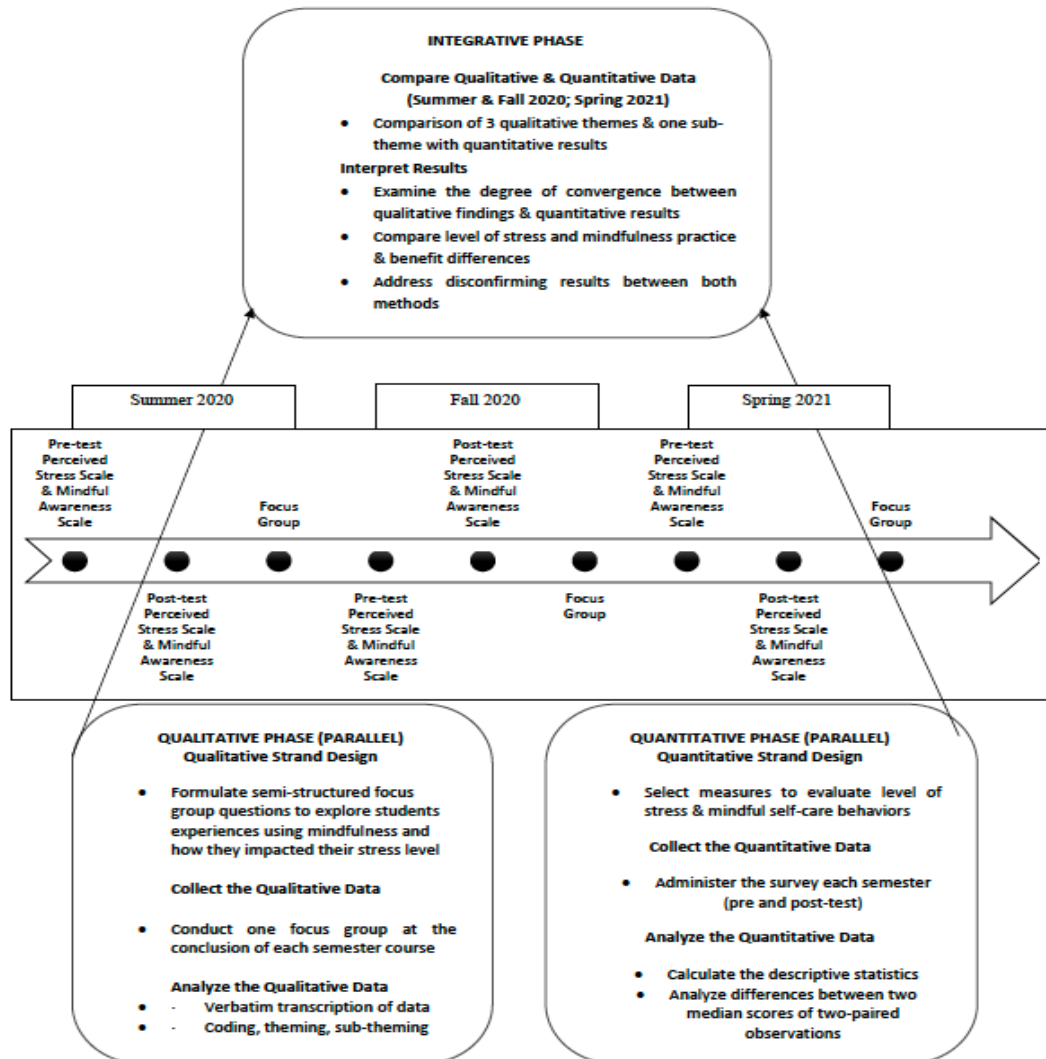 INTEGRATIVE PHASE
Compare Qualitative & Quantitative Data
(Summer & Fall 2020; Spring 2021)
• Comparison of 3 qualitative themes & one sub-
theme with quantitative results
Interpret Results
• Examine the degree of convergence between
qualitative findings & quantitative results
• Compare level of stress and mindfulness practice
& benefit differences
• Address disconfirming results between both
methods
Summer 2020
Fall 2020
Spring 2021
Pre-test
Perceived
Stress Scale
& Mindful
Awareness
Scale
Focus
Group
Post-test
Perceived
Stress Scale
& Mindful
Awareness
Scale
Pre-test
Perceived
Stress Scale
& Mindful
Awareness
Scale
Focus
Group
Post-test
Perceived
Stress Scale
& Mindful
Awareness
Scale
Pre-test
Perceived
Stress Scale
& Mindful
Awareness
Scale
Focus
Group
Post-test
Perceived
Stress Scale
& Mindful
Awareness
Scale
QUALITATIVE PHASE (PARALLEL)
Qualitative Strand Design
• Formulate semi-structured focus
group questions to explore students
experiences using mindfulness and
how they impacted their stress level
Collect the Qualitative Data
• Conduct one focus group at the
conclusion of each semester course
Analyze the Qualitative Data
• - Verbatim transcription of data
• - Coding, theming, sub-theming
QUANTITATIVE PHASE (PARALLEL)
Quantitative Strand Design
• Select measures to evaluate level of
stress & mindful self-care behaviors
Collect the Quantitative Data
• Administer the survey each semester
(pre and post-test)
Analyze the Quantitative Data
• Calculate the descriptive statistics
• Analyze differences between two
median scores of two-paired
observations